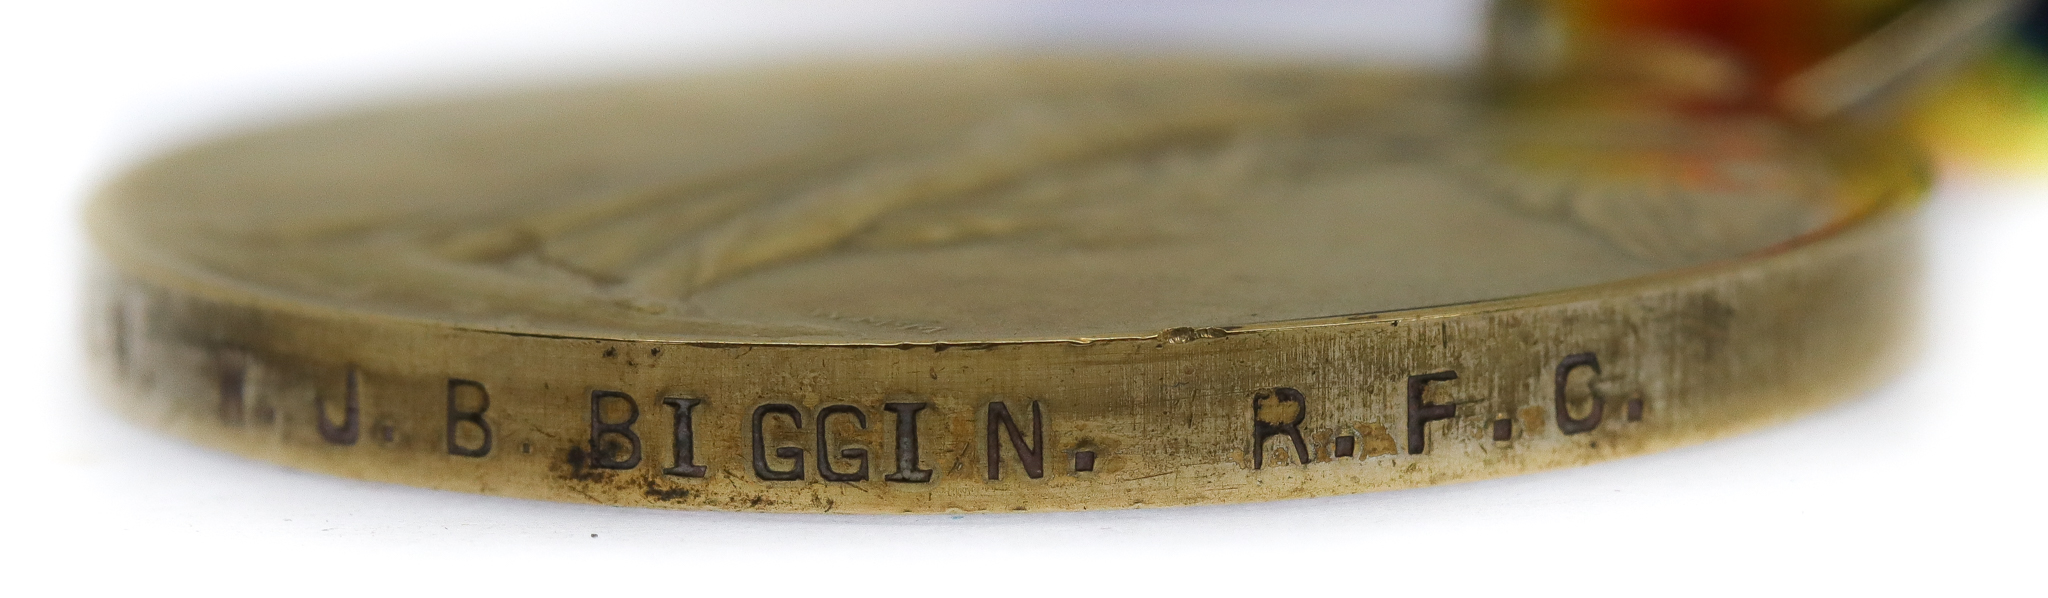 J. B. BIGGIN. R.F.C.